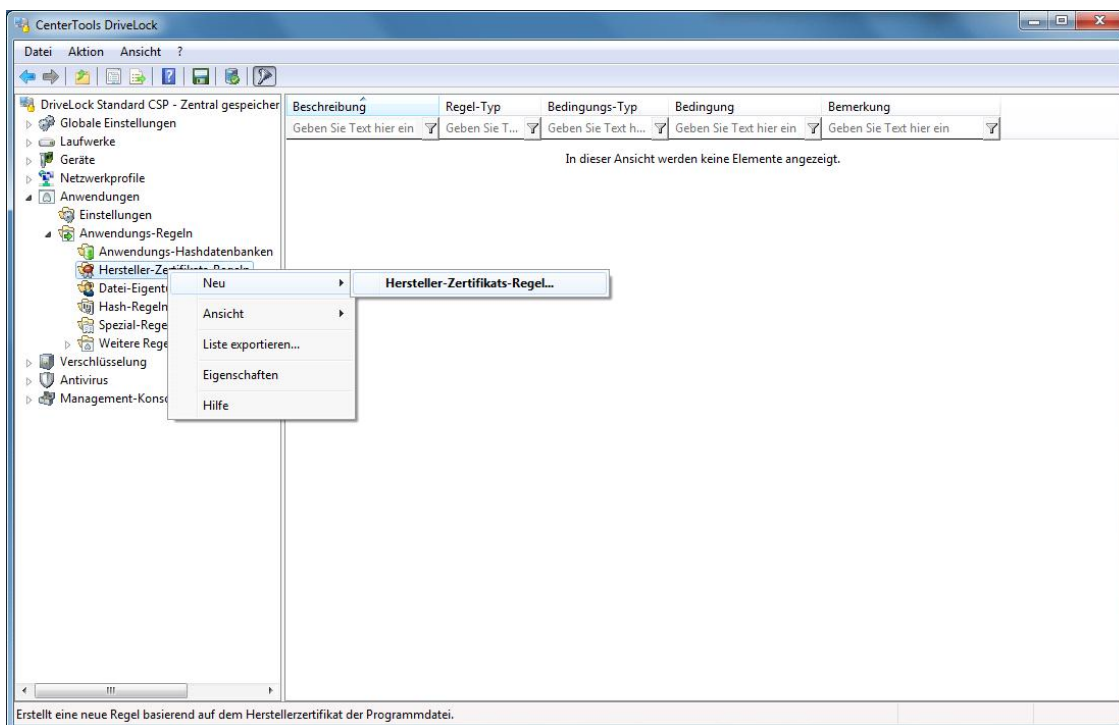 CenterTools DriveLock
Datei Aktion Ansicht ?
DriveLock Standard CSP - Zentral gespeicher
Globale Einstellungen
Laufwerke
Geräte
Netzwerkprofile
Anwendungen
Einstellungen
Anwendungs-Regeln
Anwendungs-Hashdatenbanken
Hersteller-Zertifikats-Regeln
Datei-Eigent
Hash-Regeln
Spezial-Rege
Weitere Rege
Verschlüsselung
Antivirus
Management-Konso
Beschreibung Regel-Typ Bedingungs-Typ Bedingung Bemerkung
Geben Sie Text hier ein Geben Sie T... Geben Sie Text h... Geben Sie Text hier ein Geben Sie Text hier ein
In dieser Ansicht werden keine Elemente angezeigt.
Neu
Ansicht
Liste exportieren...
Eigenschaften
Hilfe
Hersteller-Zertifikats-Regel...
Erstellt eine neue Regel basierend auf dem Herstellerzertifikat der Programmdatei.